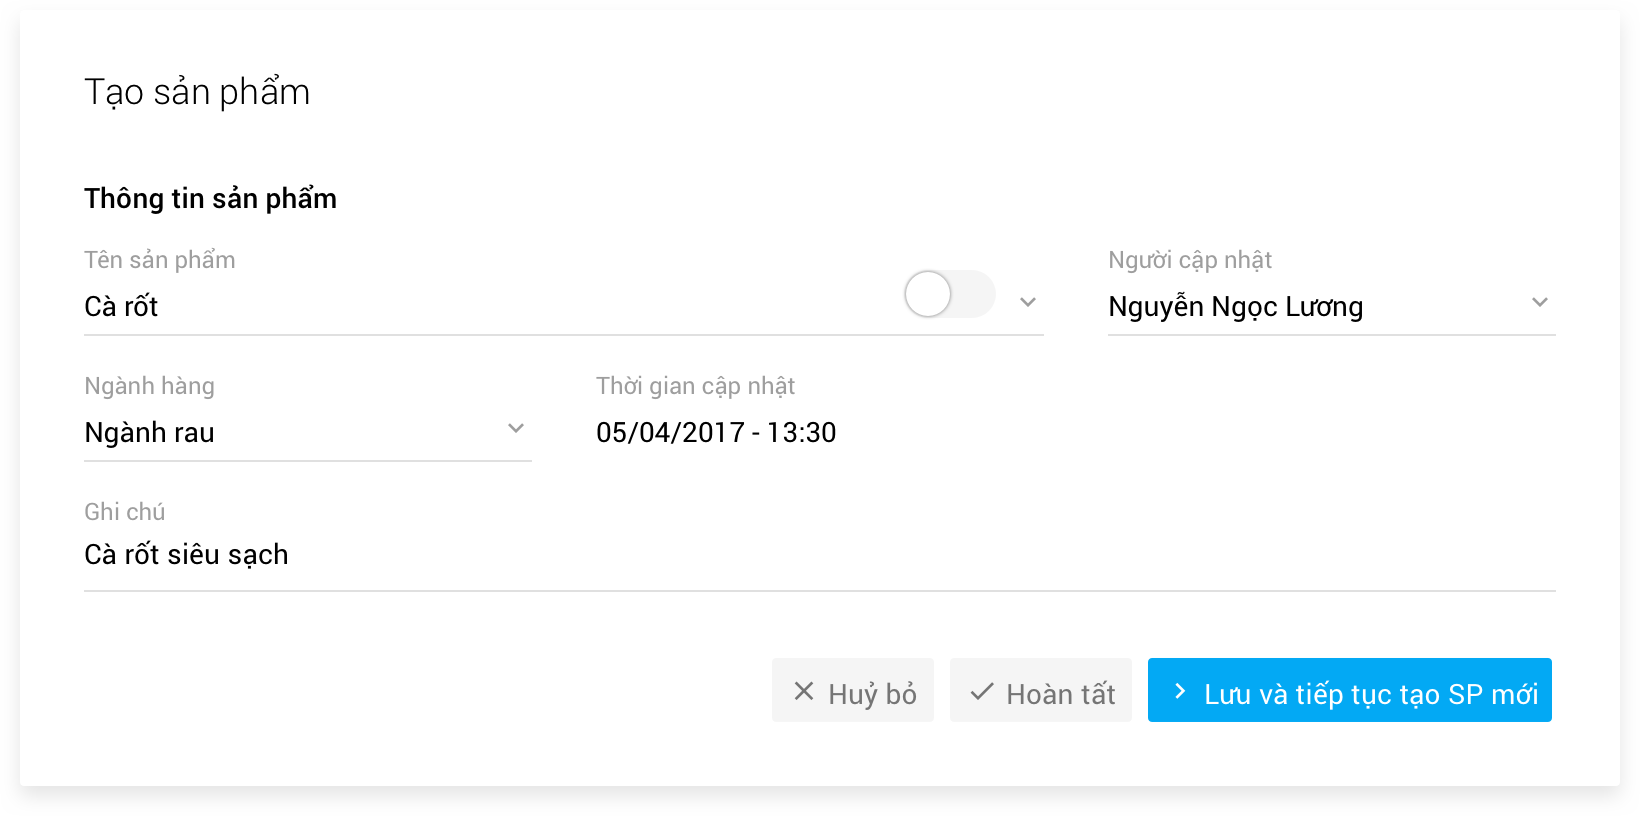 Tạo sản phẩm
Thông tin sản phẩm
Tên sản phẩm
Cà rốt
Người cập nhật
Nguyễn Ngọc Lương
Ngành hàng
Ngành rau
Thời gian cập nhật
05/04/2017 - 13:30
Ghi chú
Cà rốt siêu sạch
Huỷ bỏ
Hoàn tất
Lưu và tiếp tục tạo SP mới